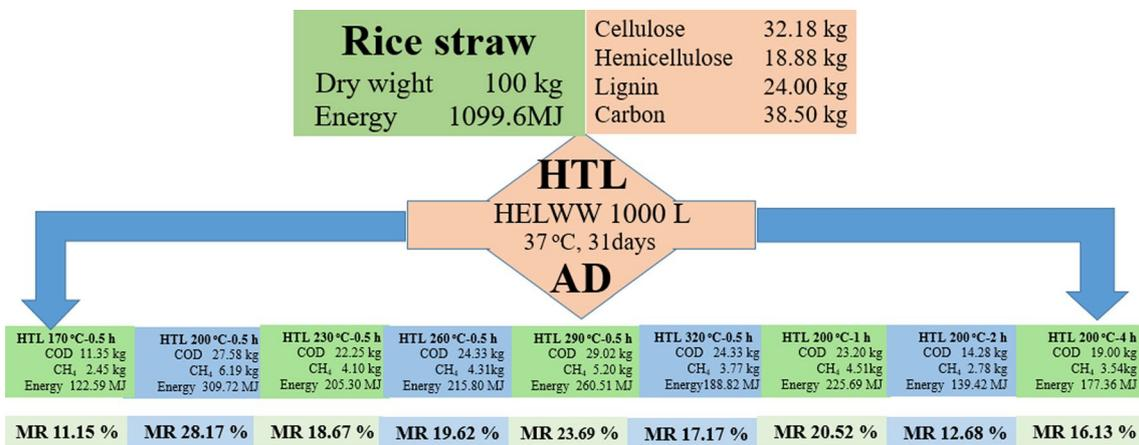 Rice straw
Dry wight 100 kg
Energy 1099.6MJ
Cellulose 32.18 kg
Hemicellulose 18.88 kg
Lignin 24.00 kg
Carbon 38.50 kg
HTL
HELWW 1000 L
37 °C, 31days
AD
HTL 170 °C-0.5 h
COD 11.35 kg
CH₄ 2.45 kg
Energy 122.59 MJ
HTL 200 °C-0.5 h
COD 27.58 kg
CH₄ 6.19 kg
Energy 309.72 MJ
HTL 230 °C-0.5 h
COD 22.25 kg
CH₄ 4.10 kg
Energy 205.30 MJ
HTL 260 °C-0.5 h
COD 24.33 kg
CH₄ 4.31kg
Energy 215.80 MJ
HTL 290 °C-0.5 h
COD 29.02 kg
CH₄ 5.20 kg
Energy 260.51 MJ
HTL 320 °C-0.5 h
COD 24.33 kg
CH₄ 3.77 kg
Energy188.82 MJ
HTL 200 °C-1 h
COD 23.20 kg
CH₄ 4.51kg
Energy 225.69 MJ
HTL 200 °C-2 h
COD 14.28 kg
CH₄ 2.78 kg
Energy 139.42 MJ
HTL 200 °C-4 h
COD 19.00 kg
CH₄ 3.54kg
Energy 177.36 MJ
MR 11.15 %
MR 28.17 %
MR 18.67 %
MR 19.62 %
MR 23.69 %
MR 17.17 %
MR 20.52 %
MR 12.68 %
MR 16.13 %